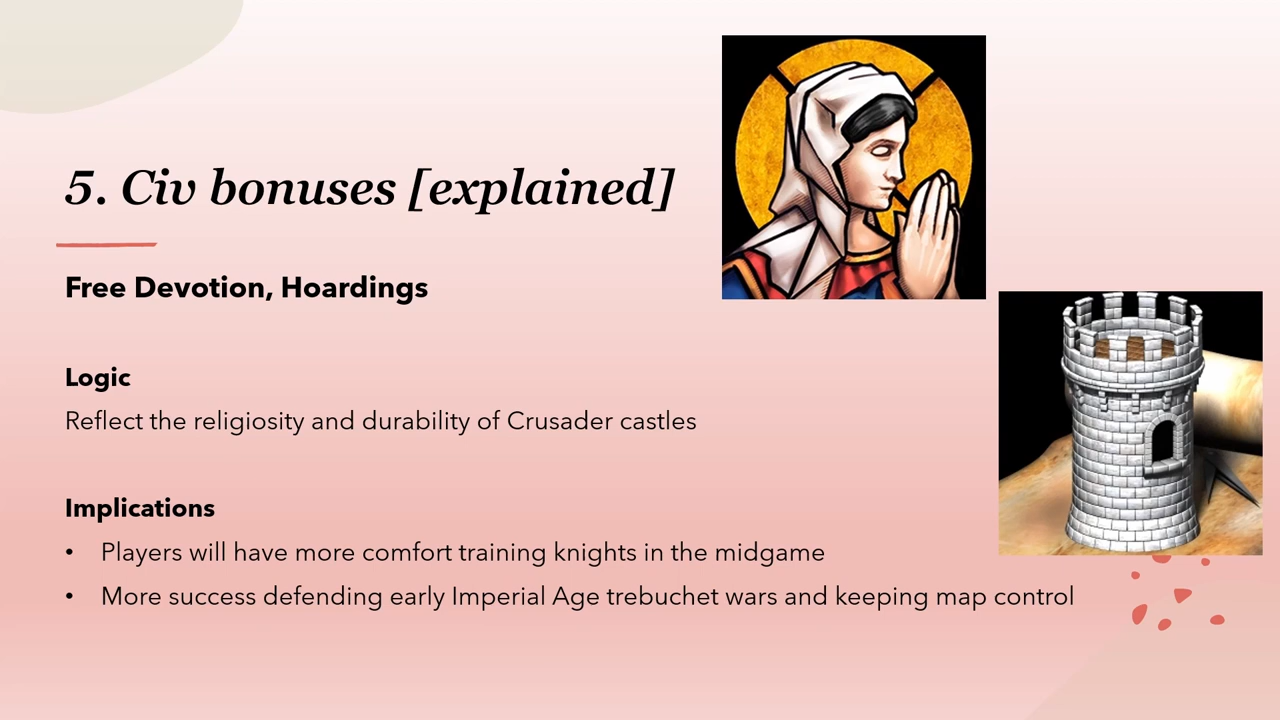 5. Civ bonuses [explained]
Free Devotion, Hoardings
Logic
Reflect the religiosity and durability of Crusader castles
Implications
• Players will have more comfort training knights in the midgame
• More success defending early Imperial Age trebuchet wars and keeping map control